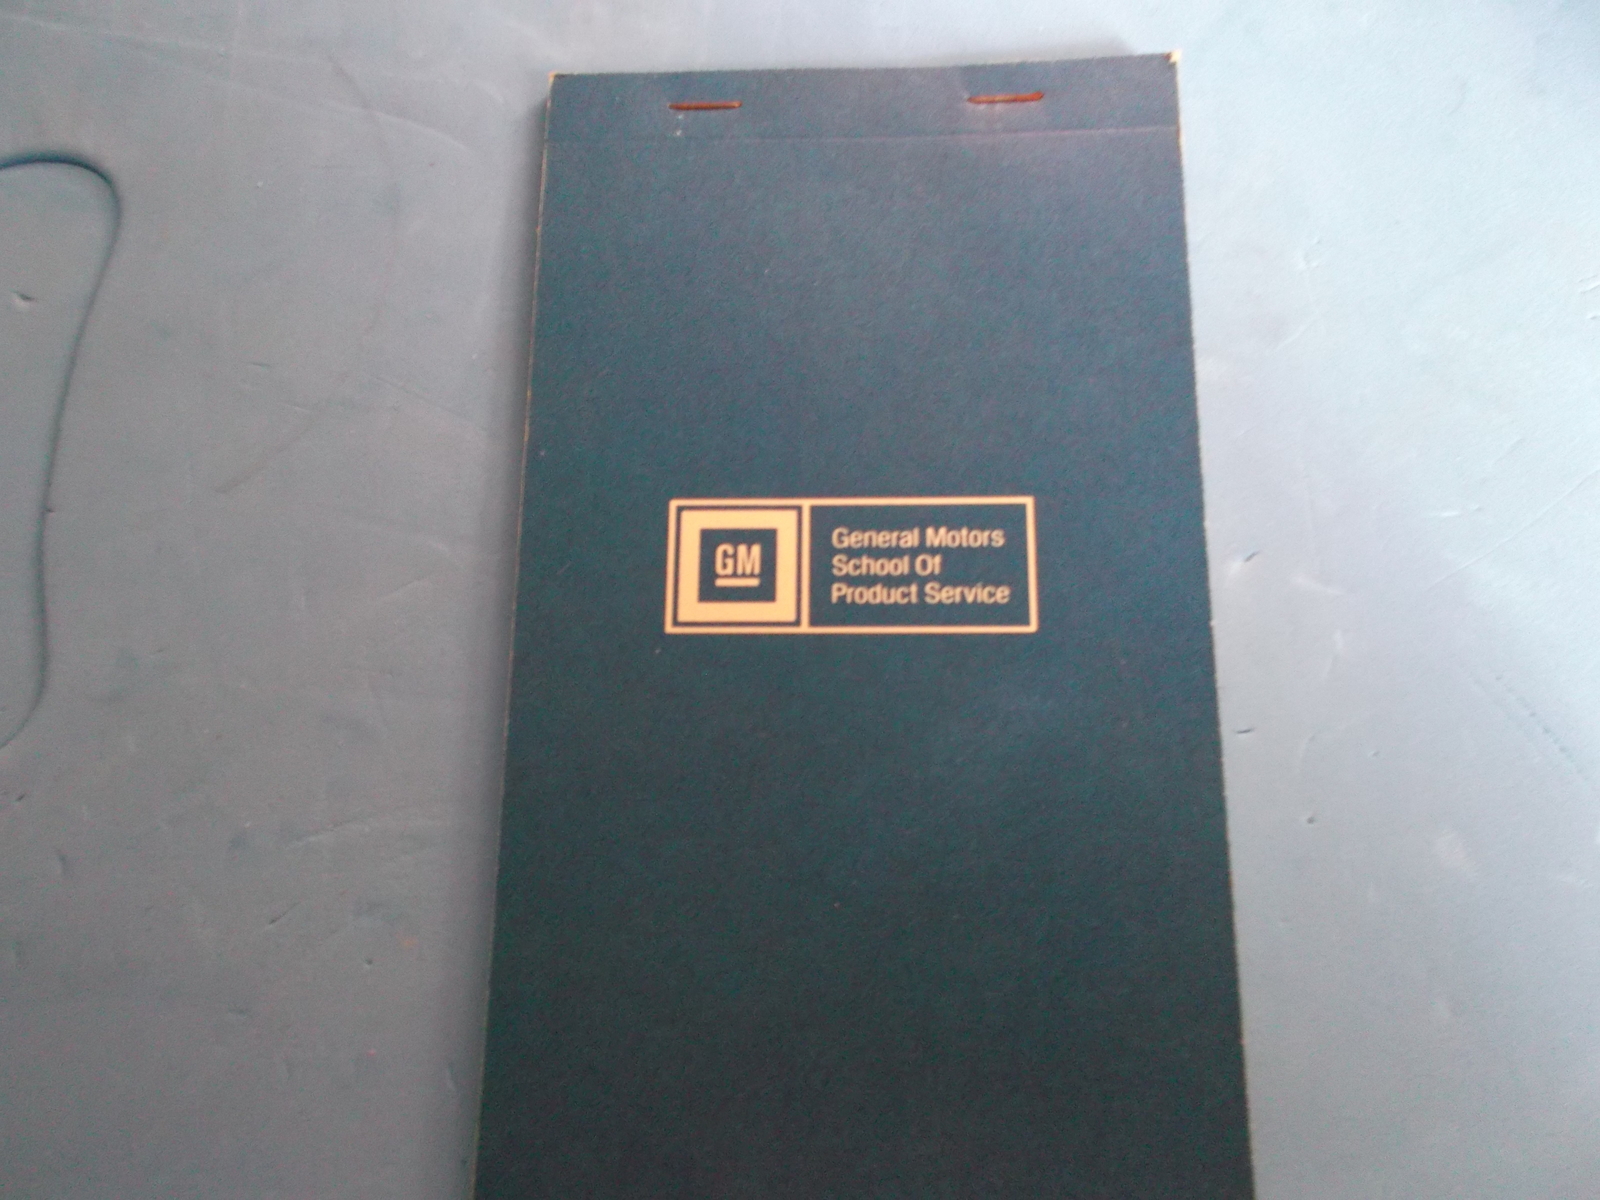 GM
General Motors
School Of
Product Service